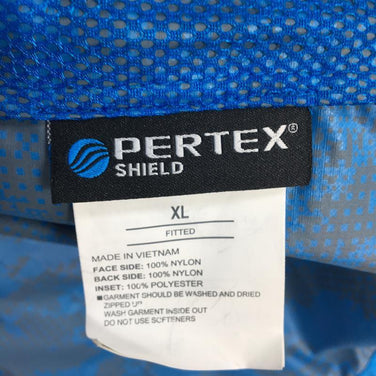 PERTEX®
SHIELD
XL
FITTED
MADE IN VIETNAM
FACE SIDE: 100% NYLON
BACK SIDE: 100% NYLON
INSET: 100% POLYESTER
■GARMENT SHOULD BE WASHED AND DRIED
ZIPPED UP
WASH GARMENT INSIDE OUT
DO NOT USE SOFTENERS